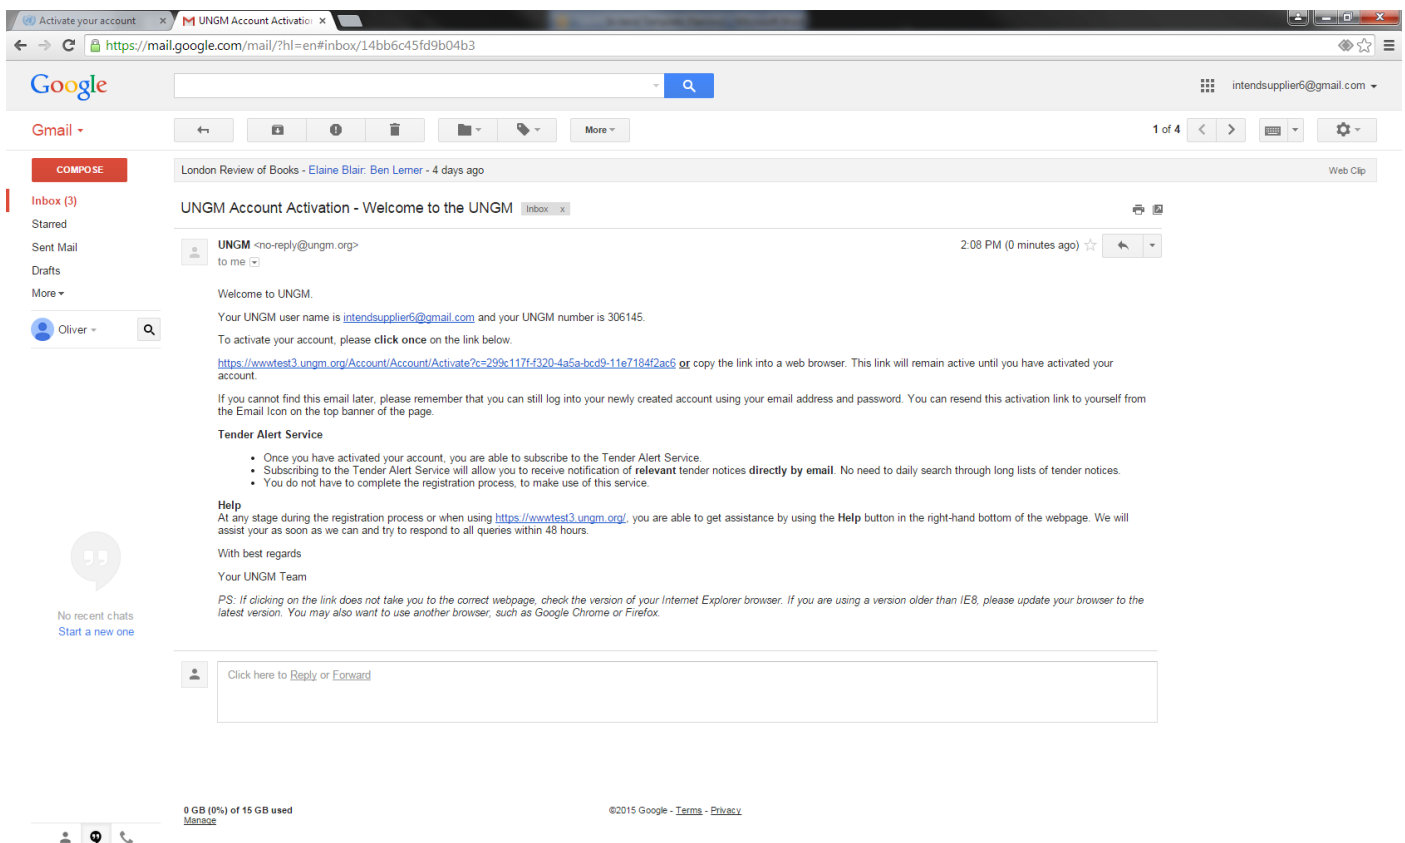 Activate your account x
UNGM Account Activation x
https://mail.google.com/mail/?hl=en#inbox/14bb6c45fd9b04b3
Google
intendsupplier6@gmail.com
Gmail
More
1 of 4
COMPOSE
London Review of Books - Elaine Blair: Ben Lerner - 4 days ago
Web Clip
Inbox (3)
Starred
Sent Mail
Drafts
More
Oliver
UNGM Account Activation - Welcome to the UNGM Inbox x
UNGM <no-reply@ungm.org>
2:08 PM (0 minutes ago)
to me
Welcome to UNGM.
Your UNGM user name is intendsupplier6@gmail.com and your UNGM number is 306145.
To activate your account, please click once on the link below.
https://wwwtest3.ungm.org/Account/Account/Activate?c=299c117f-f320-4a5a-bcd9-11e7184f2ac6 or copy the link into a web browser. This link will remain active until you have activated your
account.
If you cannot find this email later, please remember that you can still log into your newly created account using your email address and password. You can resend this activation link to yourself from
the Email Icon on the top banner of the page.
Tender Alert Service
• Once you have activated your account, you are able to subscribe to the Tender Alert Service.
• Subscribing to the Tender Alert Service will allow you to receive notification of relevant tender notices directly by email. No need to daily search through long lists of tender notices.
• You do not have to complete the registration process, to make use of this service.
Help
At any stage during the registration process or when using https://wwwtest3.ungm.org/, you are able to get assistance by using the Help button in the right-hand bottom of the webpage. We will
assist your as soon as we can and try to respond to all queries within 48 hours.
With best regards
Your UNGM Team
PS: If clicking on the link does not take you to the correct webpage, check the version of your Internet Explorer browser. If you are using a version older than IE8, please update your browser to the
latest version. You may also want to use another browser, such as Google Chrome or Firefox.
No recent chats
Start a new one
Click here to Reply or Forward
0 GB (0%) of 15 GB used
Manage
©2015 Google - Terms - Privacy